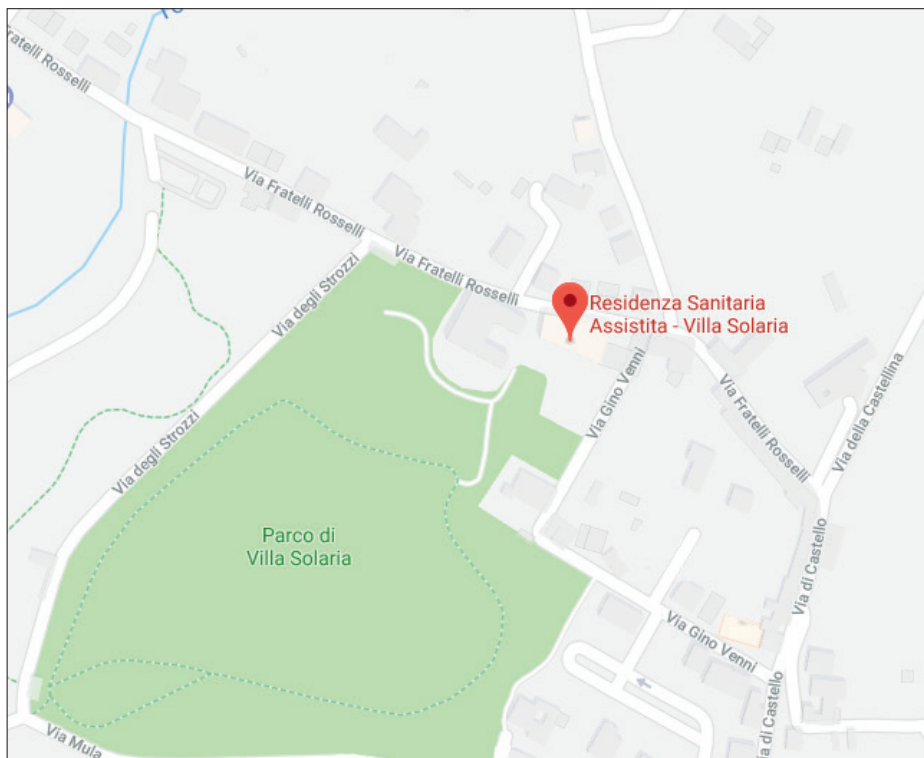 Fratelli Rosselli
Via Fratelli Rosselli
Via degli Strozzi
Via Fratelli Rosselli
Residenza Sanitaria
Assistita - Villa Solaria
Via Gino Venni
Via Fratelli Rosselli
Via della Castellina
Via degli Strozzi
Parco di
Villa Solaria
Via di Castello
Via Gino Venni
Via Mula
ia di Castello